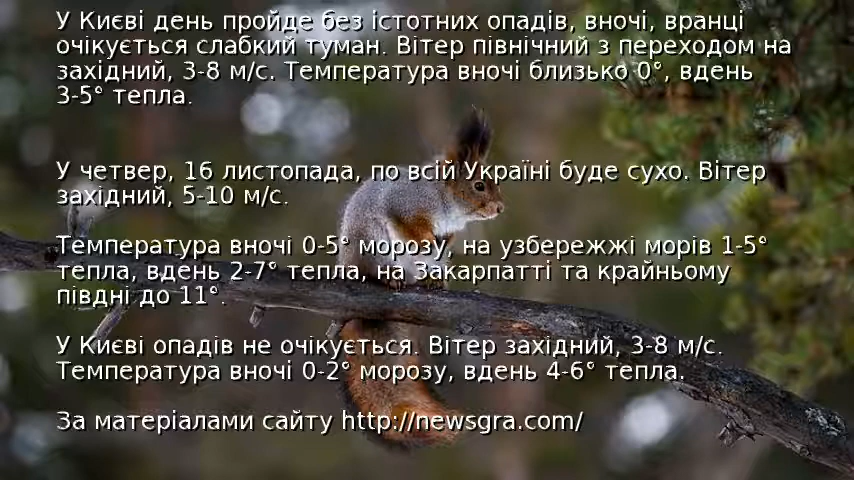 У Києві день пройде без істотних опадів, вночі, вранці
очікується слабкий туман. Вітер північний з переходом на
західний, 3-8 м/с. Температура вночі близько 0°, вдень
3-5° тепла.
У четвер, 16 листопада, по всій Україні буде сухо. Вітер
західний, 5-10 м/с.
Температура вночі 0-5° морозу, на узбережжі морів 1-5°
тепла, вдень 2-7° тепла, на Закарпатті та крайньому
півдні до 11°.
У Києві опадів не очікується. Вітер західний, 3-8 м/с.
Температура вночі 0-2° морозу, вдень 4-6° тепла.
За матеріалами сайту http://newsgra.com/